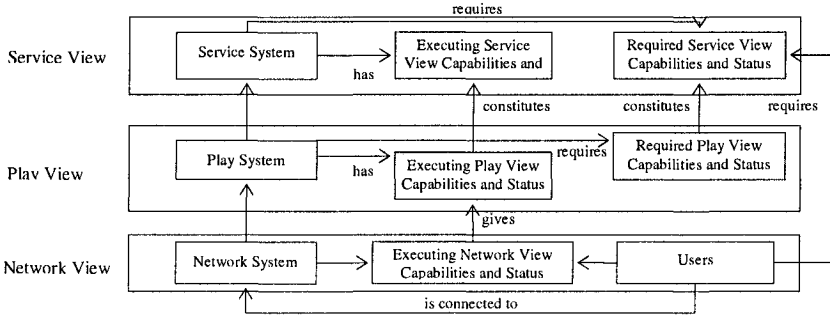 requires
Service View
Service System
has
Executing Service
View Capabilities and
Required Service View
Capabilities and Status
constitutes
constitutes
requires
Plav View
Play System
has
Executing Play View
Capabilities and Status
requires
Required Play View
Capabilities and Status
gives
Network View
Network System
Executing Network View
Capabilities and Status
Users
is connected to